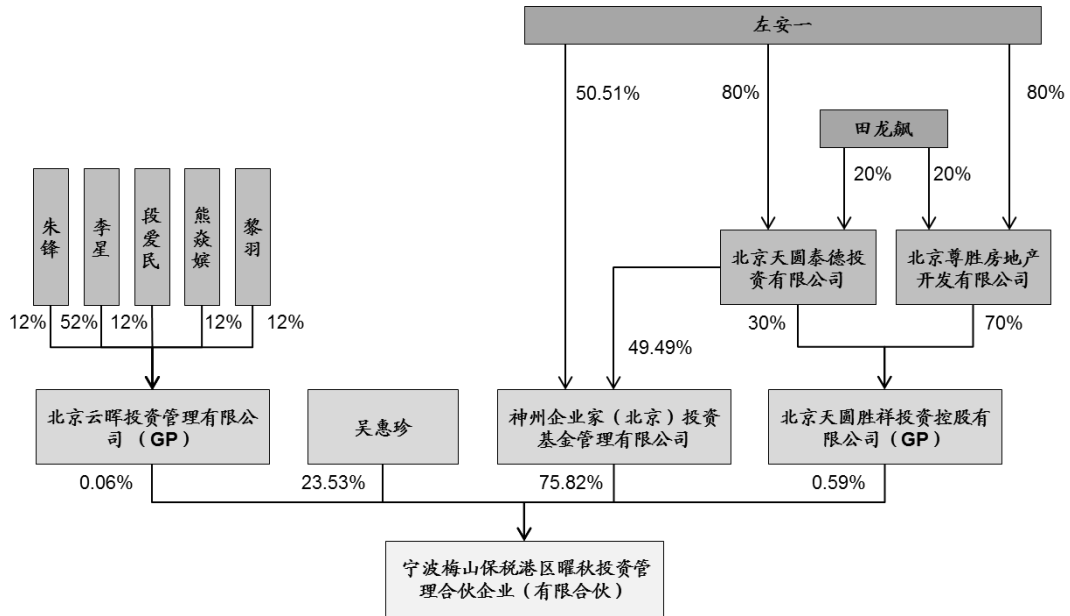 左安一
50.51%
80%
80%
田龙飙
20%
20%
朱锋
李星
段爱民
熊焱嫔
黎羽
北京天圆泰德投
资有限公司
北京尊胜房地产
开发有限公司
12%
52%
12%
12%
12%
30%
70%
49.49%
北京云晖投资管理有限公
司（GP）
吴惠珍
神州企业家（北京）投资
基金管理有限公司
北京天圆胜祥投资控股有
限公司（GP）
0.06%
23.53%
75.82%
0.59%
宁波梅山保税港区曜秋投资管
理合伙企业（有限合伙）